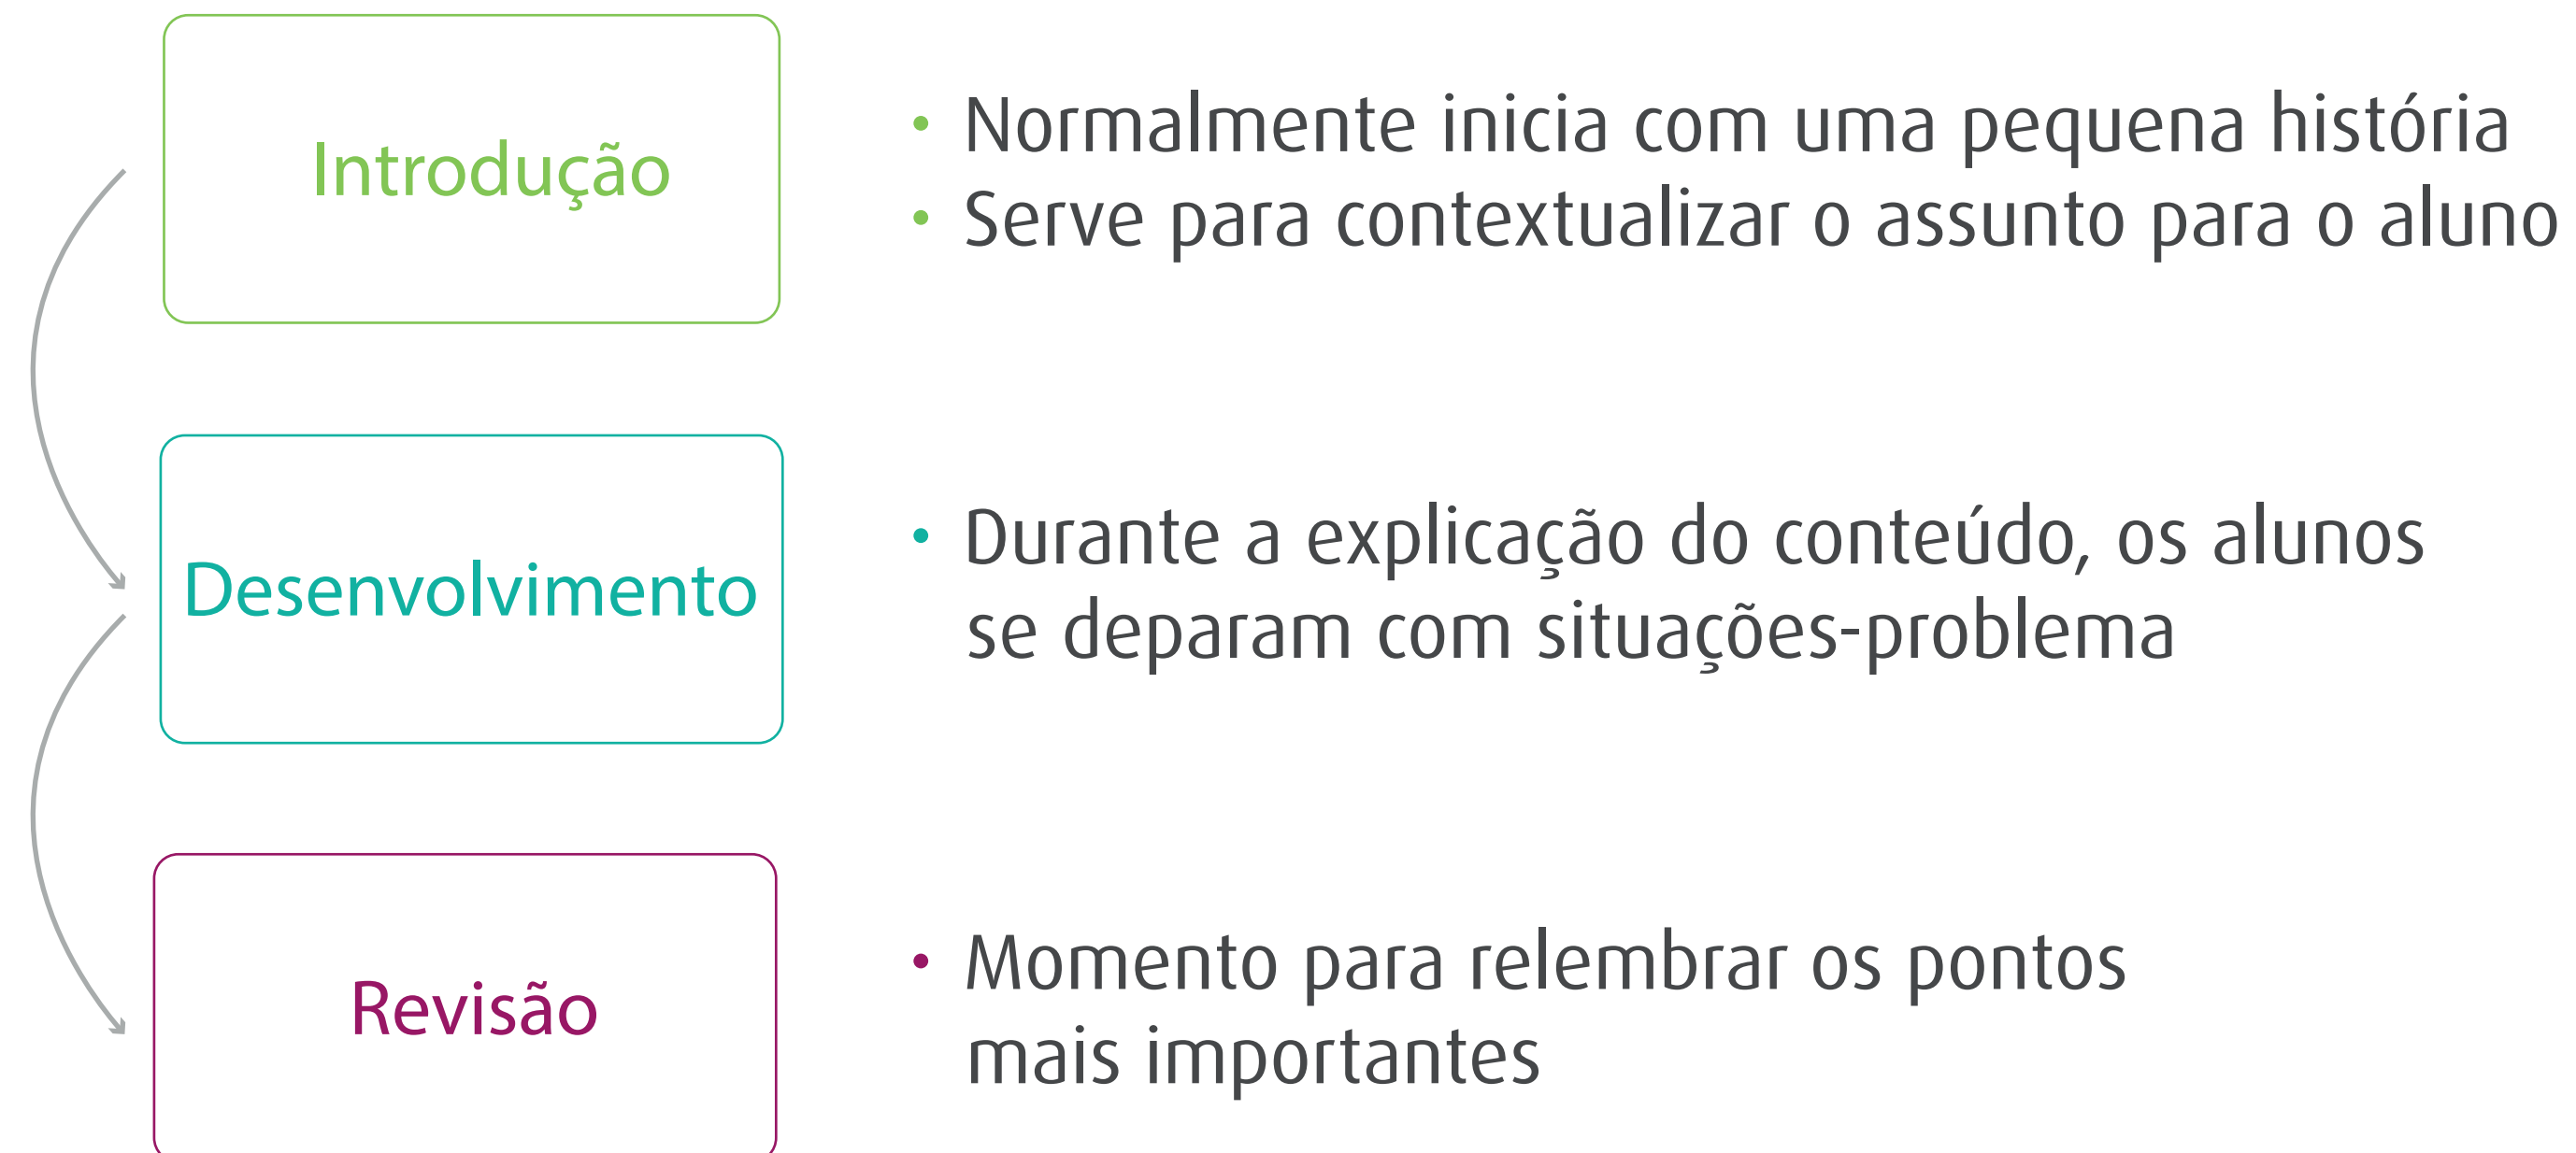 Introdução
• Normalmente inicia com uma pequena história
• Serve para contextualizar o assunto para o aluno
Desenvolvimento
• Durante a explicação do conteúdo, os alunos
se deparam com situações-problema
Revisão
• Momento para relembrar os pontos
mais importantes